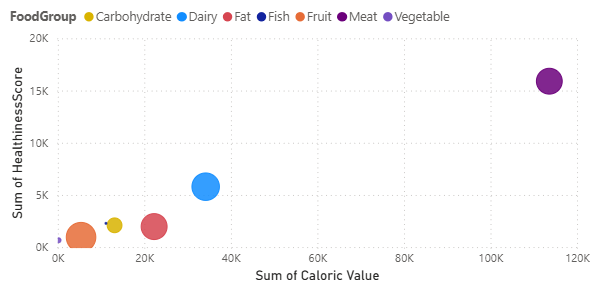 FoodGroup Carbohydrate Dairy Fat Fish Fruit Meat Vegetable
20K
15K
10K
5K
0K
Sum of HealthinessScore
0K 20K 40K 60K 80K 100K 120K
Sum of Caloric Value